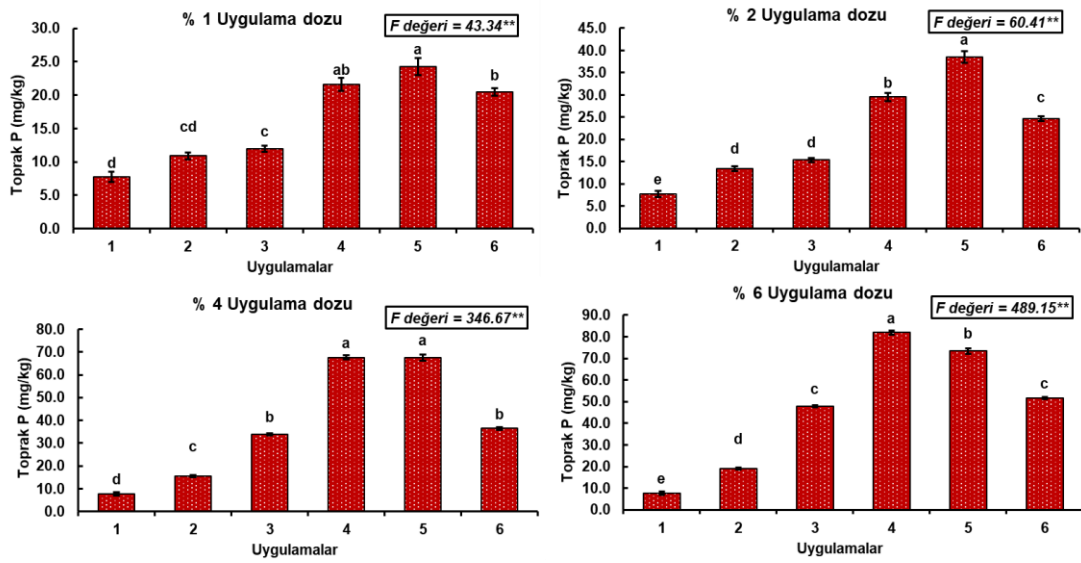 % 1 Uygulama dozu
F değeri = 43.34**
Toprak P (mg/kg)
25.0
20.0
15.0
10.0
5.0
0.0
d
cd
c
ab
a
b
1 2 3 4 5 6
Uygulamalar
% 2 Uygulama dozu
F değeri = 60.41**
Toprak P (mg/kg)
45.0
40.0
35.0
30.0
25.0
20.0
15.0
10.0
5.0
0.0
e
d
d
b
a
c
1 2 3 4 5 6
Uygulamalar
% 4 Uygulama dozu
F değeri = 346.67**
Toprak P (mg/kg)
80.0
70.0
60.0
50.0
40.0
30.0
20.0
10.0
0.0
d
c
b
a
a
b
1 2 3 4 5 6
Uygulamalar
% 6 Uygulama dozu
F değeri = 489.15**
Toprak P (mg/kg)
90.0
80.0
70.0
60.0
50.0
40.0
30.0
20.0
10.0
0.0
e
d
c
a
b
c
1 2 3 4 5 6
Uygulamalar